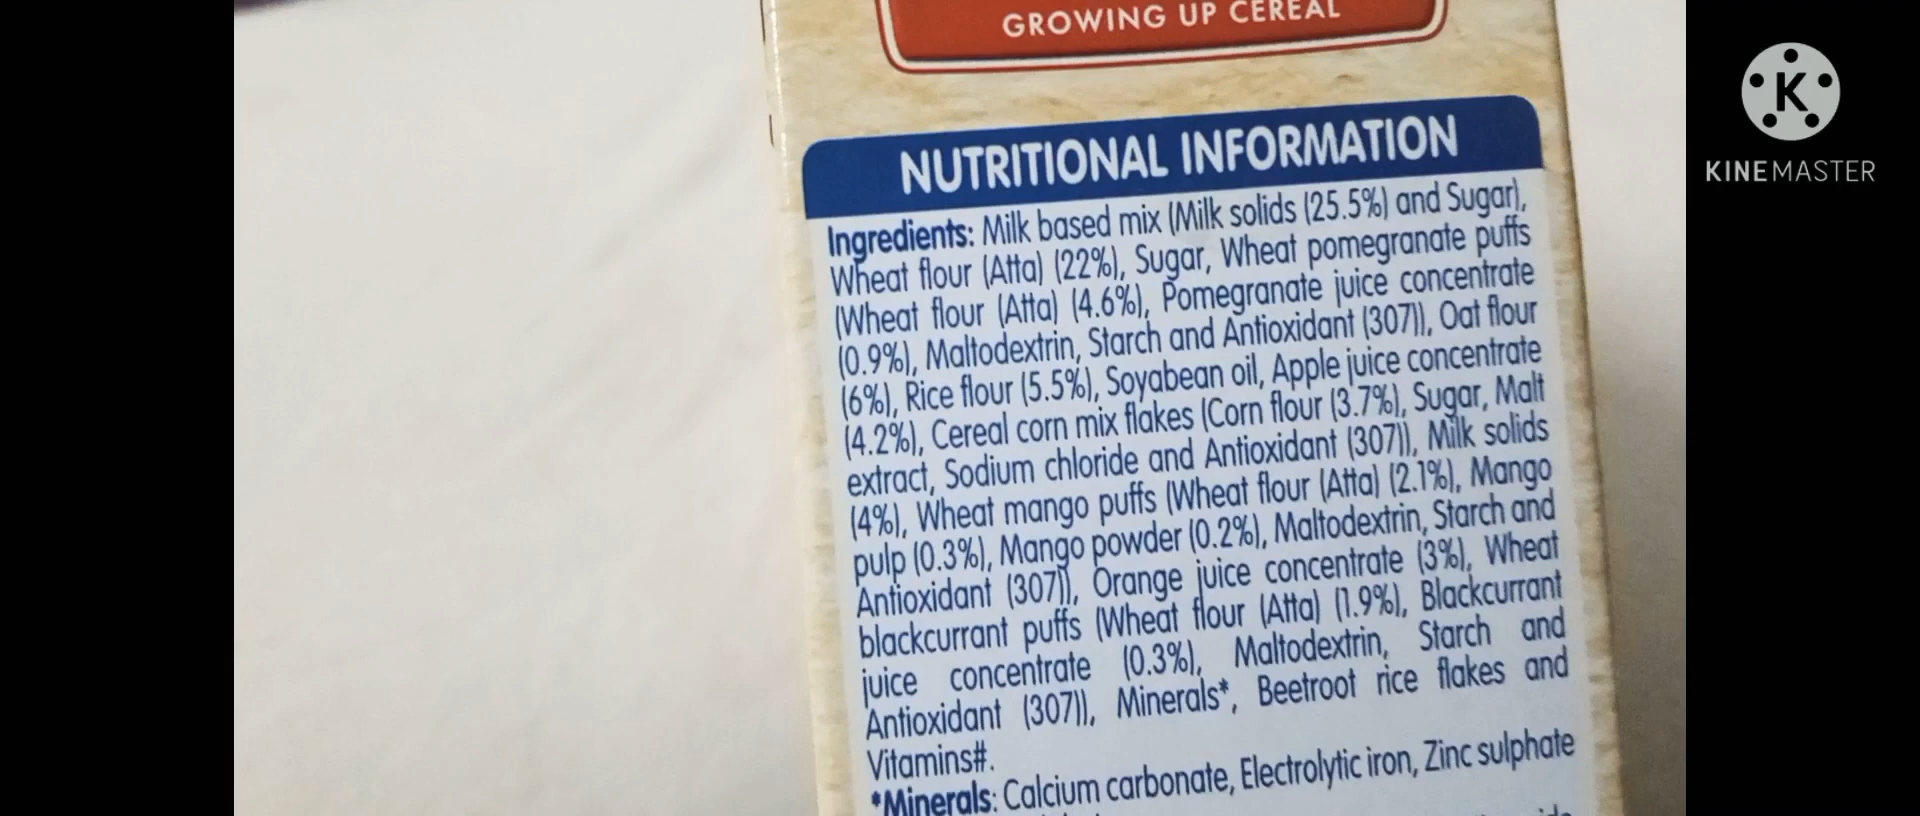 GROWING UP CEREAL
NUTRITIONAL INFORMATION
Ingredients: Milk based mix (Milk solids (25.5%) and Sugar),
Wheat flour (Atta) (22%), Sugar, Wheat pomegranate puffs
(Wheat flour (Atta) (4.6%), Pomegranate juice concentrate
(0.9%), Maltodextrin, Starch and Antioxidant (307)), Oat flour
(6%), Rice flour (5.5%), Soyabean oil, Apple juice concentrate
(4.2%), Cereal corn mix flakes (Corn flour (3.7%), Sugar, Malt
extract, Sodium chloride and Antioxidant (307)), Milk solids
(4%), Wheat mango puffs (Wheat flour (Atta) (2.1%), Mango
pulp (0.3%), Mango powder (0.2%), Maltodextrin, Starch and
Antioxidant (307)), Orange juice concentrate (3%), Wheat
blackcurrant puffs (Wheat flour (Atta) (1.9%), Blackcurrant
juice concentrate (0.3%), Maltodextrin, Starch and
Antioxidant (307)), Minerals*, Beetroot rice flakes and
Vitamins#.
*Minerals: Calcium carbonate, Electrolytic iron, Zinc sulphate
K
KINEMASTER